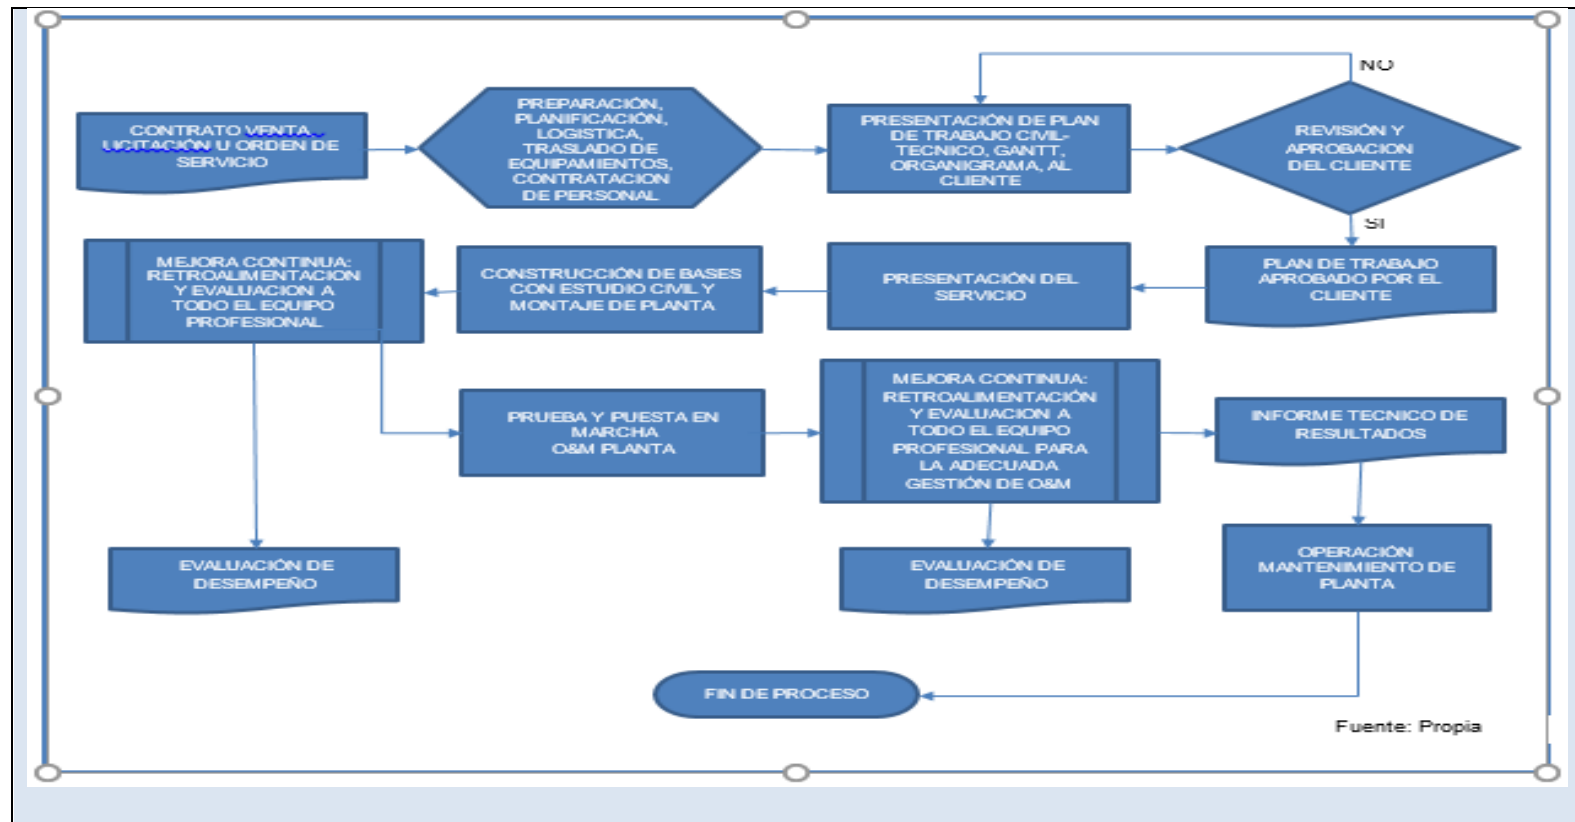 CONTRATO VENTA
LICITACIÓN U ORDEN DE
SERVICIO
PREPARACIÓN,
PLANIFICACIÓN,
LOGISTICA,
TRASLADO DE
EQUIPAMIENTOS,
CONTRATACION
DE PERSONAL
PRESENTACIÓN DE PLAN
DE TRABAJO CIVIL-
TECNICO, GANTT,
ORGANIGRAMA, AL
CLIENTE
NO
REVISIÓN Y
APROBACION
DEL CLIENTE
SI
MEJORA CONTINUA:
RETROALIMENTACION
Y EVALUACION A
TODO EL EQUIPO
PROFESIONAL
CONSTRUCCIÓN DE BASES
CON ESTUDIO CIVIL Y
MONTAJE DE PLANTA
PRESENTACIÓN DEL
SERVICIO
PLAN DE TRABAJO
APROBADO POR EL
CLIENTE
PRUEBA Y PUESTA EN
MARCHA
O&M PLANTA
MEJORA CONTINUA:
RETROALIMENTACIÓN
Y EVALUACION A
TODO EL EQUIPO
PROFESIONAL PARA
LA ADECUADA
GESTIÓN DE O&M
INFORME TECNICO DE
RESULTADOS
EVALUACIÓN DE
DESEMPEÑO
EVALUACIÓN DE
DESEMPEÑO
OPERACIÓN
MANTENIMIENTO DE
PLANTA
FIN DE PROCESO
Fuente: Propia